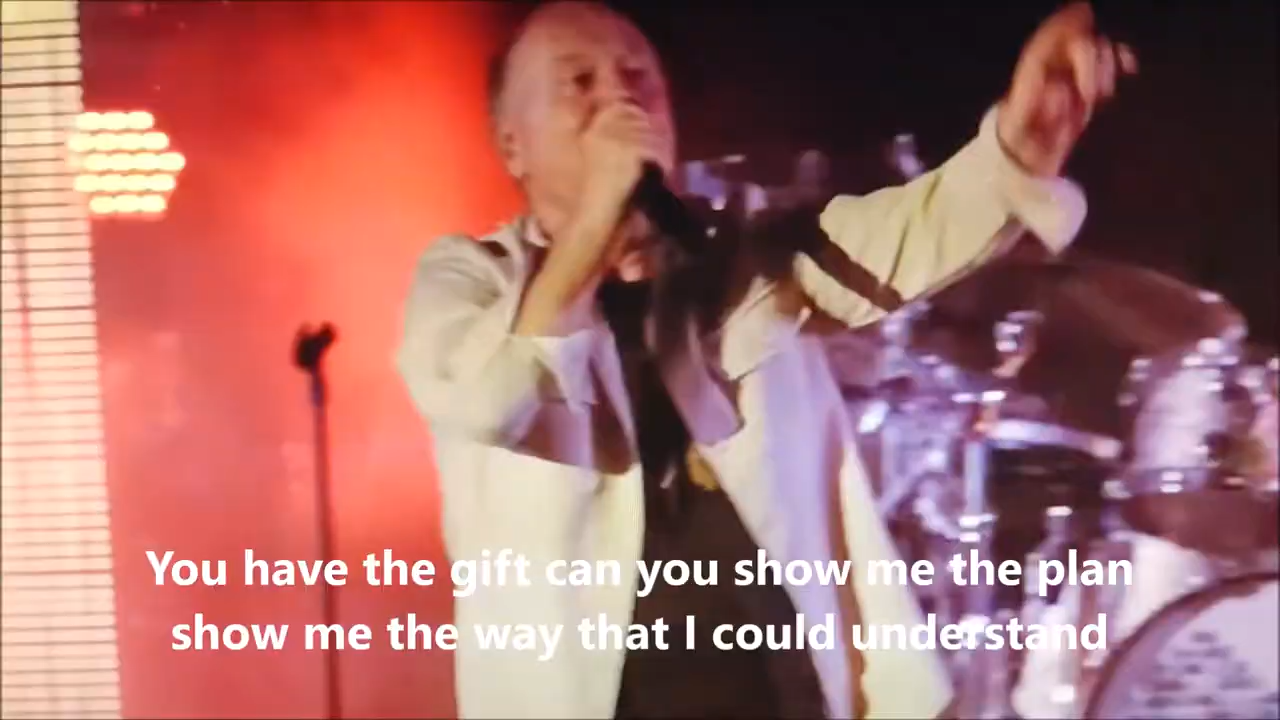 You have the gift can you show me the plan
show me the way that I could understand